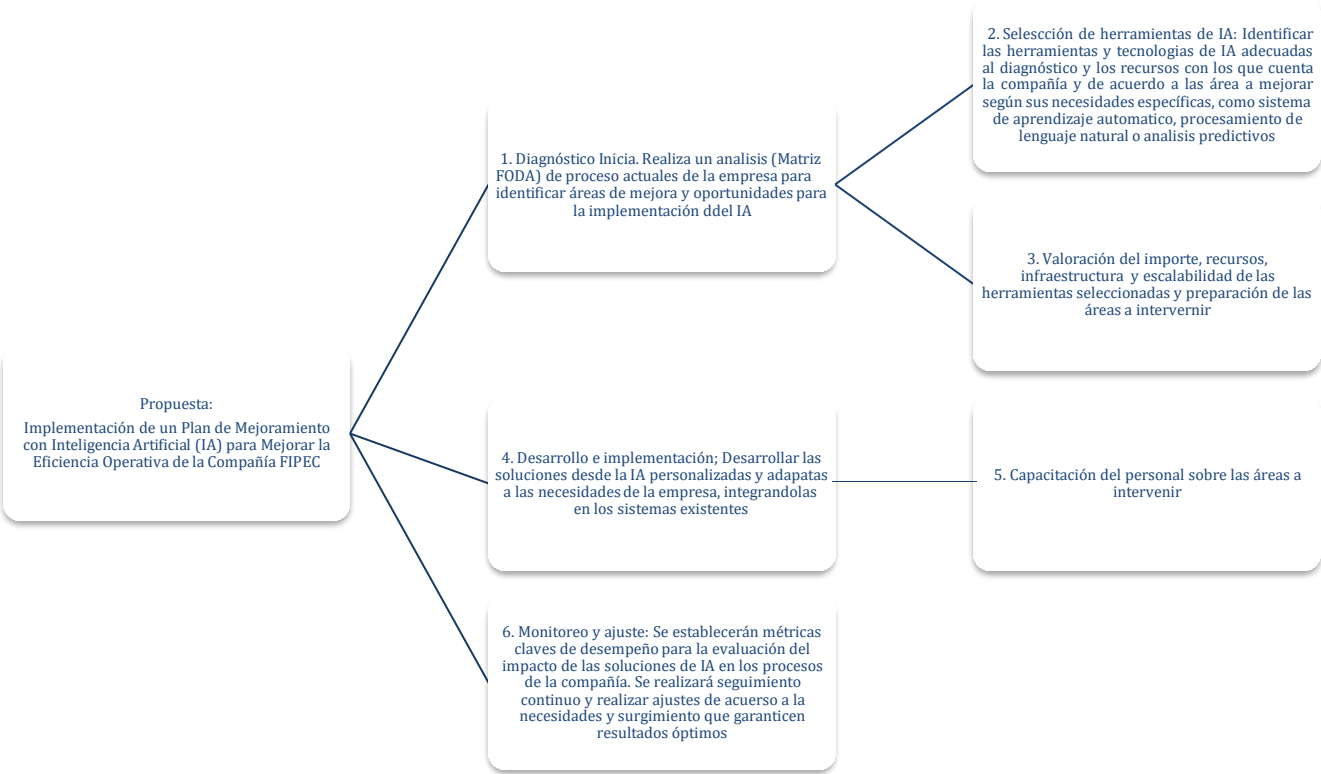 Propuesta:
Implementación de un Plan de Mejoramiento
con Inteligencia Artificial (IA) para Mejorar la
Eficiencia Operativa de la Compañía FIPEC
1. Diagnóstico Inicia. Realiza un analisis (Matriz
FODA) de proceso actuales de la empresa para
identificar áreas de mejora y oportunidades para
la implementación ddel IA
2. Selescción de herramientas de IA: Identificar
las herramientas y tecnologias de IA adecuadas
al diagnóstico y los recursos con los que cuenta
la compañía y de acuerdo a las área a mejorar
según sus necesidades específicas, como sistema
de aprendizaje automatico, procesamiento de
lenguaje natural o analisis predictivos
3. Valoración del importe, recursos,
infraestructura y escalabilidad de las
herramientas seleccionadas y preparación de las
áreas a intervernir
4. Desarrollo e implementación; Desarrollar las
soluciones desde la IA personalizadas y adapatas
a las necesidades de la empresa, integrandolas
en los sistemas existentes
5. Capacitación del personal sobre las áreas a
intervenir
6. Monitoreo y ajuste: Se establecerán métricas
claves de desempeño para la evaluación del
impacto de las soluciones de IA en los procesos
de la compañía. Se realizará seguimiento
continuo y realizar ajustes de acuerso a la
necesidades y surgimiento que garanticen
resultados óptimos